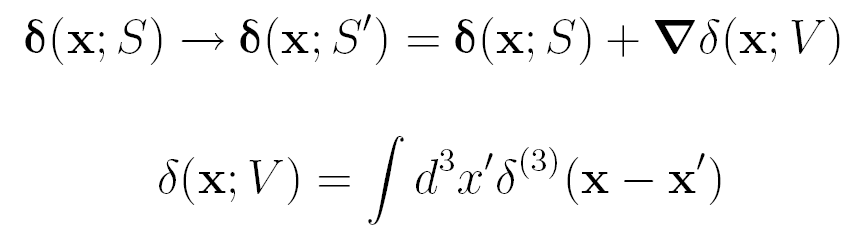 𝛅(𝐱; S) → 𝛅(𝐱; S′) = 𝛅(𝐱; S) + 𝛁δ(𝐱; V)
δ(𝐱; V) = ∫ d³x′δ⁽³⁾(𝐱 − 𝐱′)